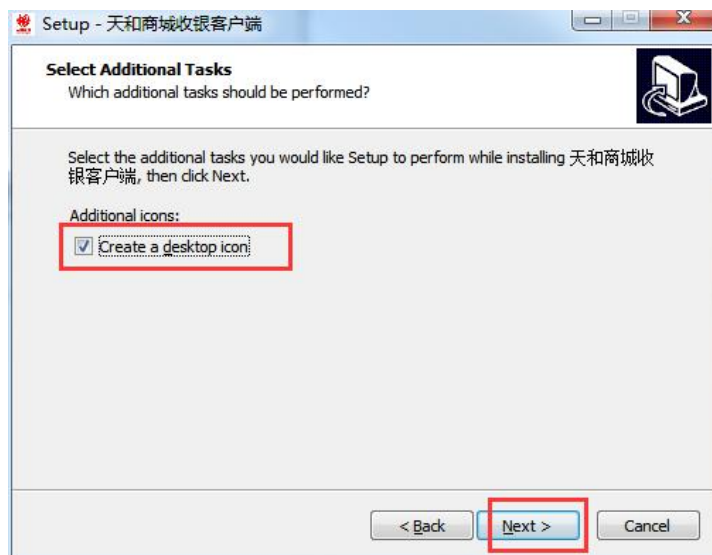 Setup - 天和商城收银客户端
Select Additional Tasks
Which additional tasks should be performed?
Select the additional tasks you would like Setup to perform while installing 天和商城收
银客户端, then click Next.
Additional icons:
Create a desktop icon
< Back
Next >
Cancel